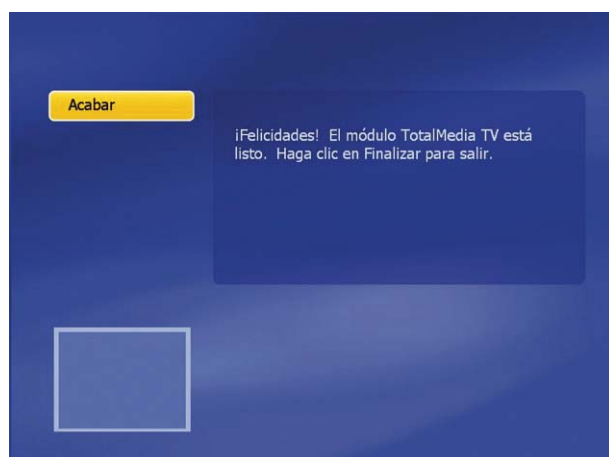 Acabar
¡Felicidades! El módulo TotalMedia TV está
listo. Haga clic en Finalizar para salir.